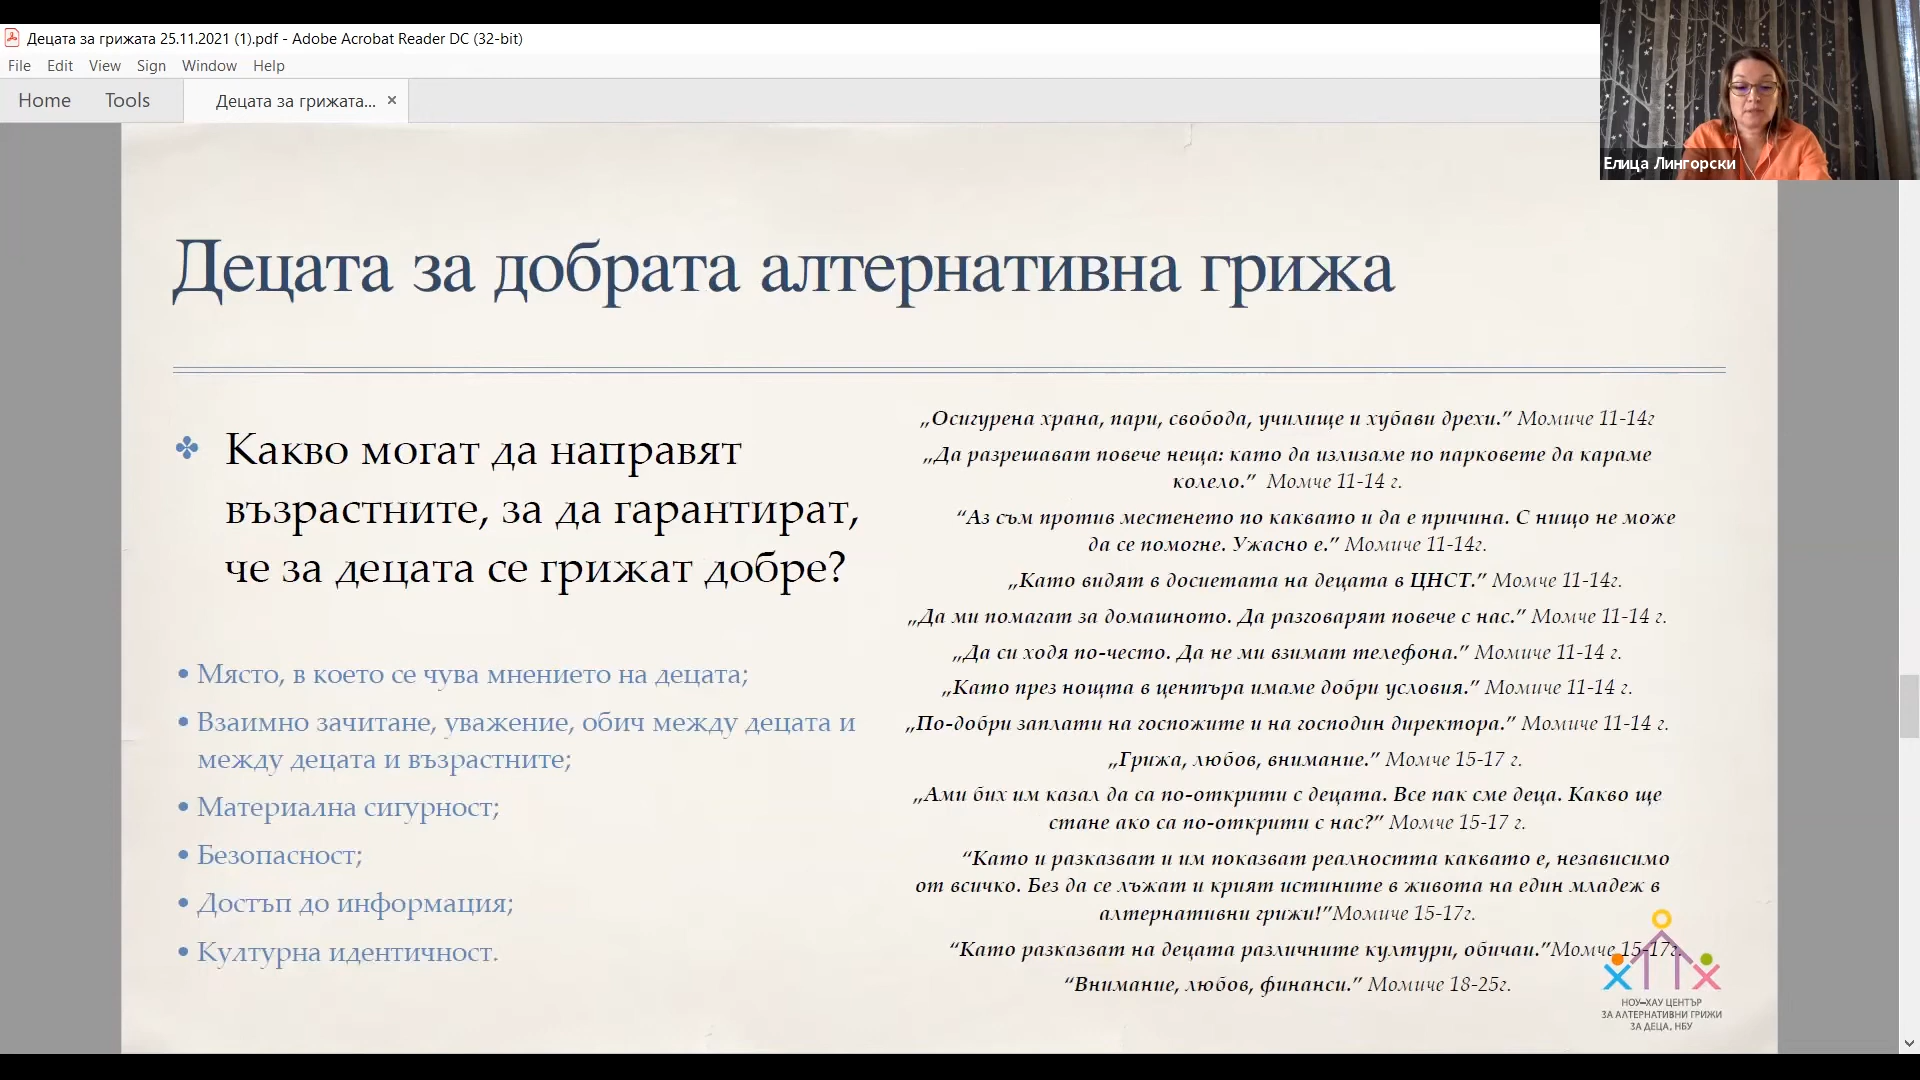 Децата за грижата 25.11.2021 (1).pdf - Adobe Acrobat Reader DC (32-bit)
File Edit View Sign Window Help
Home Tools Децата за грижата... ×
Елица Лингорски
Децата за добрата алтернативна грижа
Какво могат да направят
възрастните, за да гарантират,
че за децата се грижат добре?
• Място, в което се чува мнението на децата;
• Взаимно зачитане, уважение, обич между децата и
между децата и възрастните;
• Материална сигурност;
• Безопасност;
• Достъп до информация;
• Културна идентичност.
„Осигурена храна, пари, свобода, училище и хубави дрехи.” Момиче 11-14г
„Да разрешават повече неща: като да излизаме по парковете да караме
колело.” Момче 11-14 г.
“Аз съм против местенето по каквато и да е причина. С нищо не може
да се помогне. Ужасно е.” Момиче 11-14г.
„Като видят в досиетата на децата в ЦНСТ.” Момче 11-14г.
„Да ми помагат за домашното. Да разговарят повече с нас.” Момче 11-14 г.
„Да си ходя по-често. Да не ми взимат телефона.” Момиче 11-14 г.
„Като през нощта в центъра имаме добри условия.” Момиче 11-14 г.
„По-добри заплати на госпожите и на господин директора.” Момиче 11-14 г.
„Грижа, любов, внимание.” Момче 15-17 г.
„Ами бих им казал да са по-открити с децата. Все пак сме деца. Какво ще
стане ако са по-открити с нас?” Момче 15-17 г.
“Като и разказват и им показват реалността каквато е, независимо
от всичко. Без да се лъжат и крият истините в живота на един младеж в
алтернативни грижи!”Момиче 15-17г.
“Като разказват на децата различните култури, обичаи.”Момче 15-17г.
“Внимание, любов, финанси.” Момиче 18-25г.
НОУ–ХАУ ЦЕНТЪР
ЗА АЛТЕРНАТИВНИ ГРИЖИ
ЗА ДЕЦА, НБУ